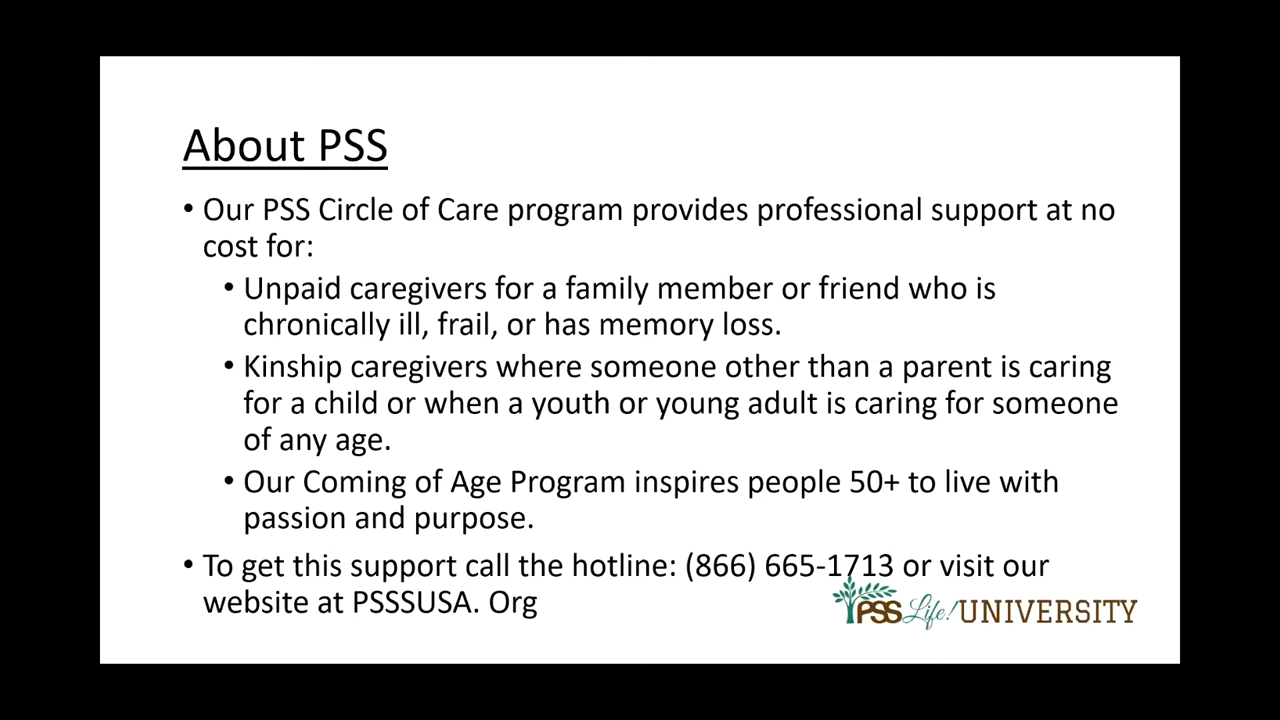 About PSS
• Our PSS Circle of Care program provides professional support at no
cost for:
• Unpaid caregivers for a family member or friend who is
chronically ill, frail, or has memory loss.
• Kinship caregivers where someone other than a parent is caring
for a child or when a youth or young adult is caring for someone
of any age.
• Our Coming of Age Program inspires people 50+ to live with
passion and purpose.
• To get this support call the hotline: (866) 665-1713 or visit our
website at PSSSUSA. Org
PSS Life! UNIVERSITY